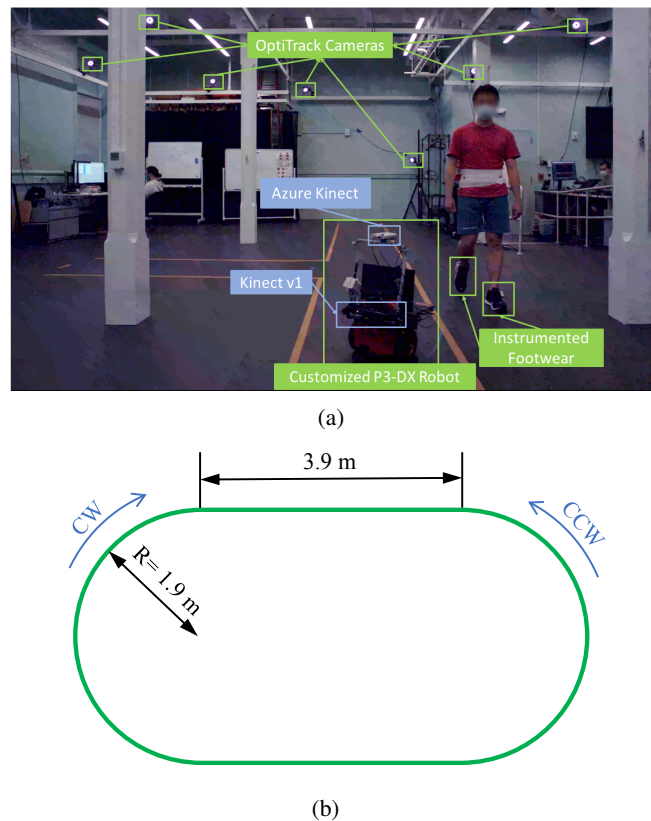 OptiTrack Cameras
Azure Kinect
Kinect v1
Instrumented
Footwear
Customized P3-DX Robot
(a)
3.9 m
CW
CCW
R= 1.9 m
(b)